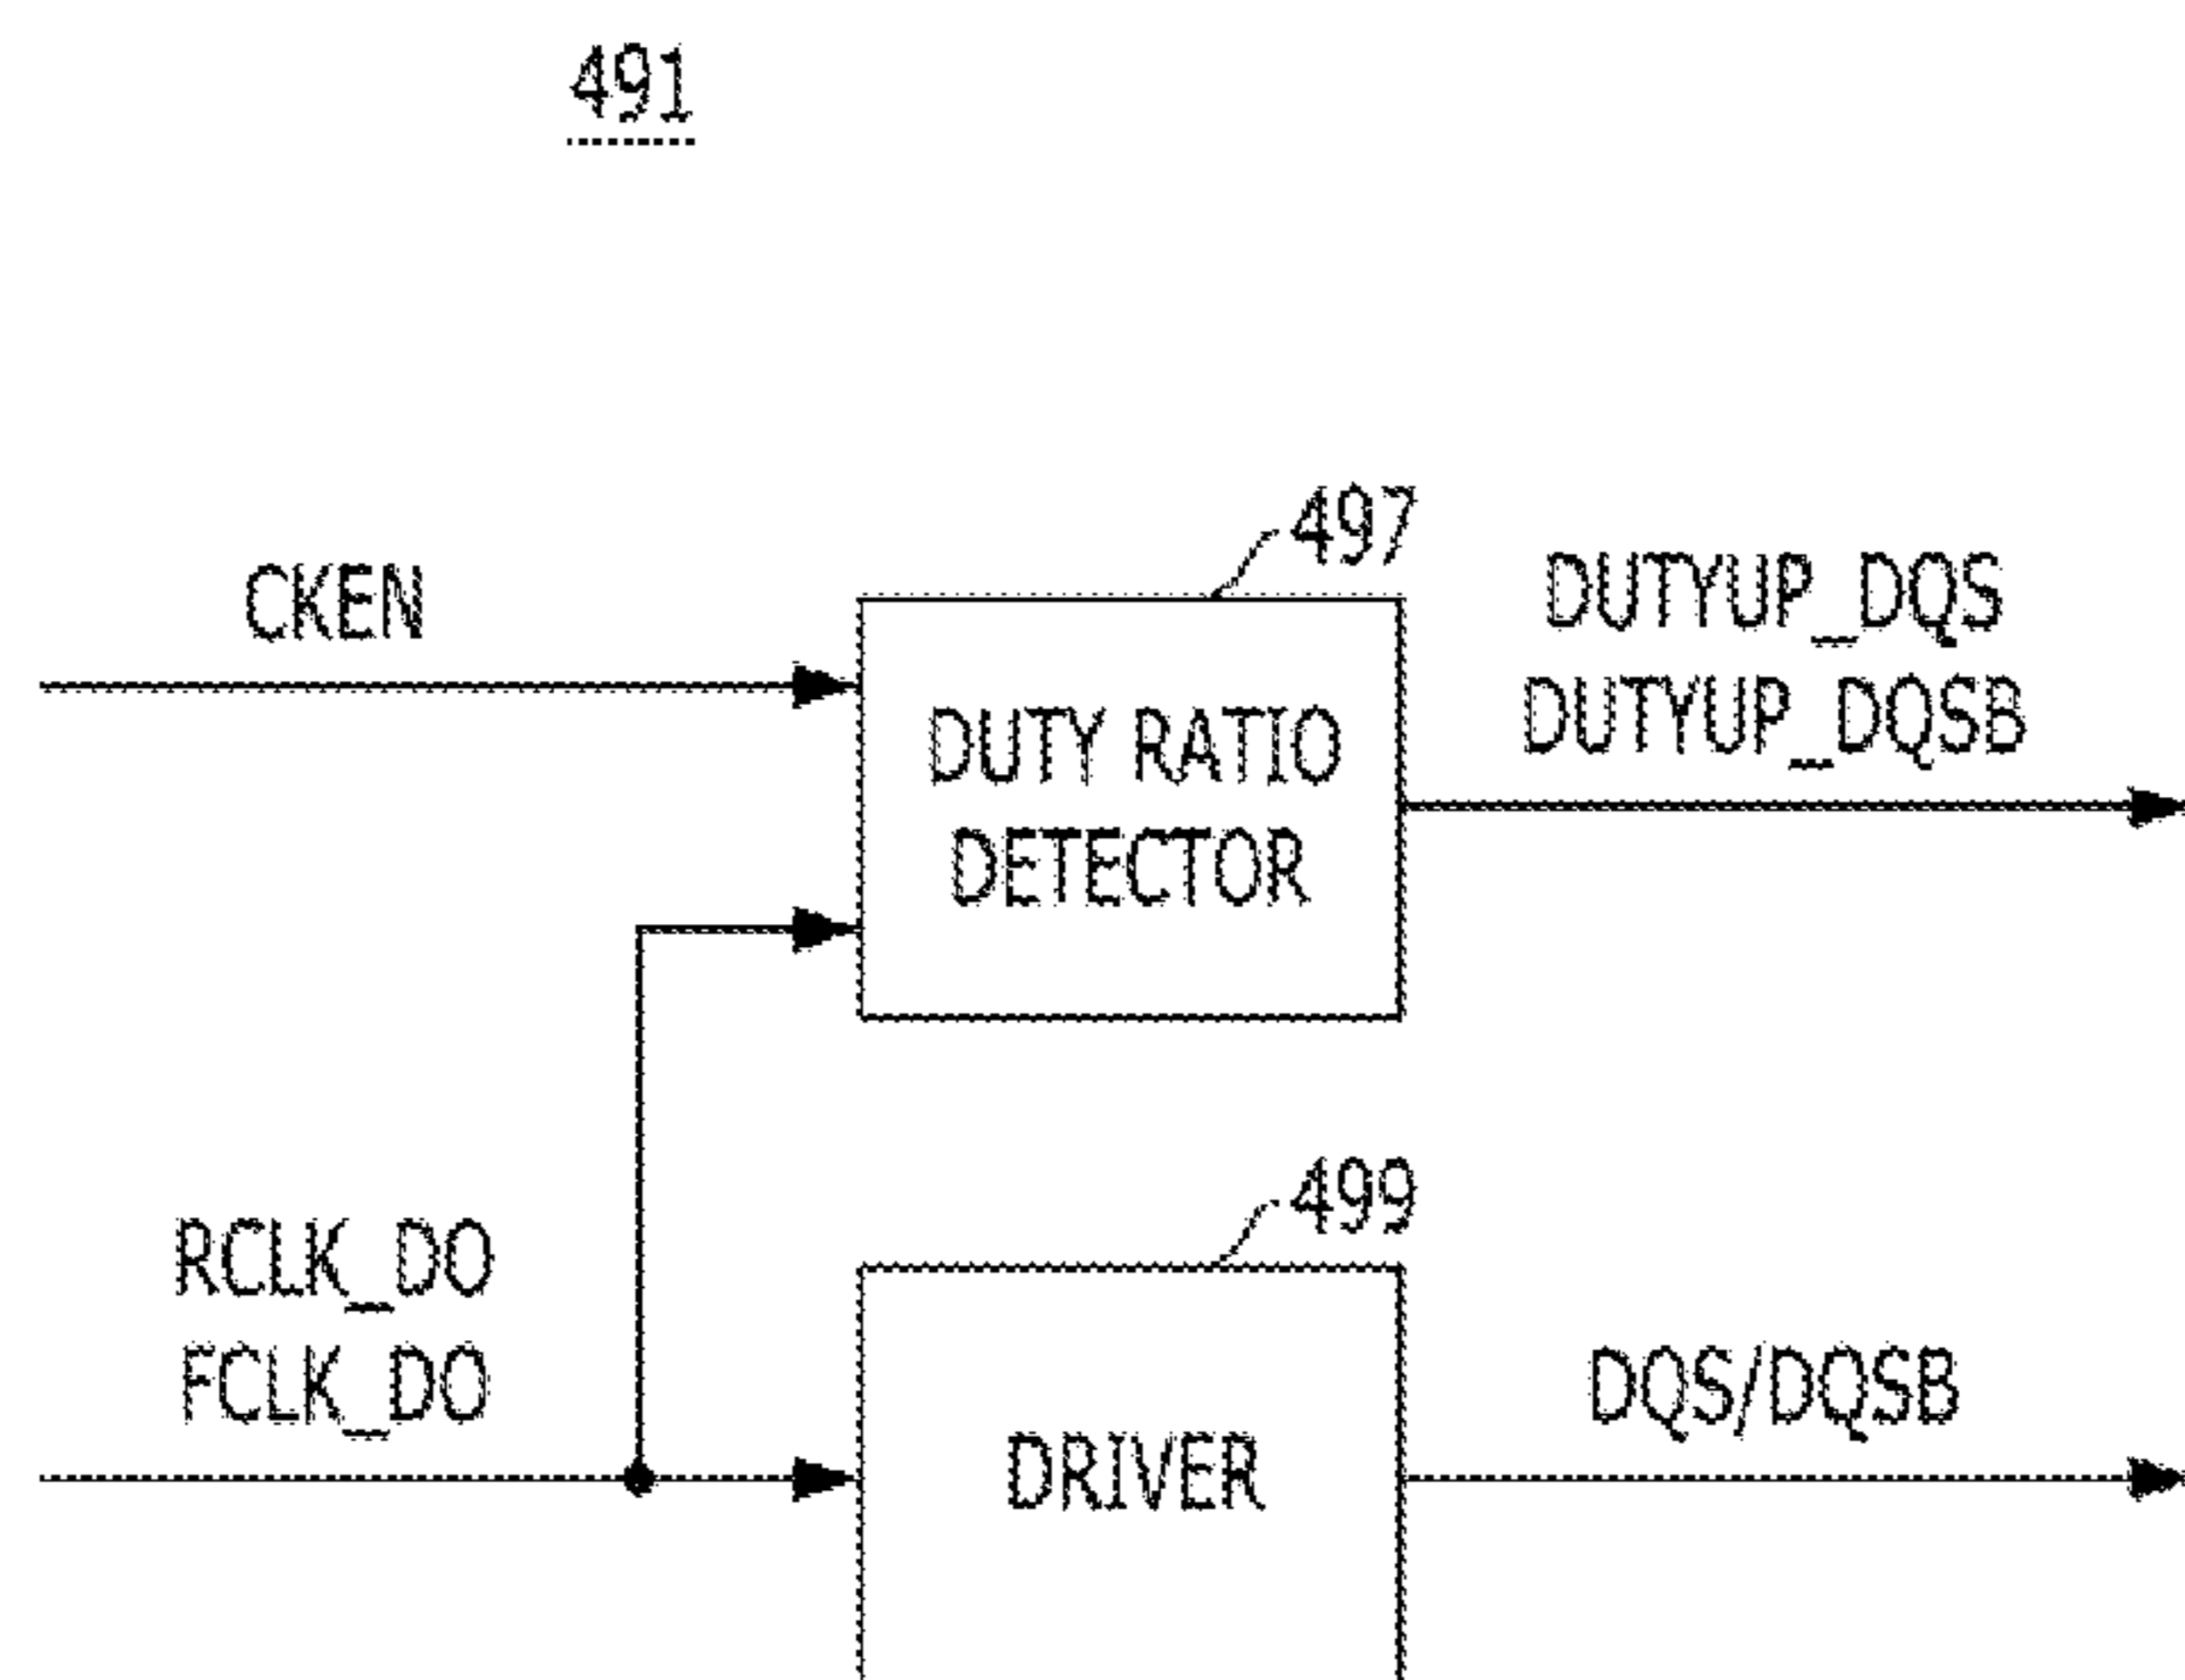 491
497
CKEN
DUTYUP_DQS
DUTYUP_DQSB
DUTY RATIO
DETECTOR
499
RCLK_DO
FCLK_DO
DQS/DQSB
DRIVER